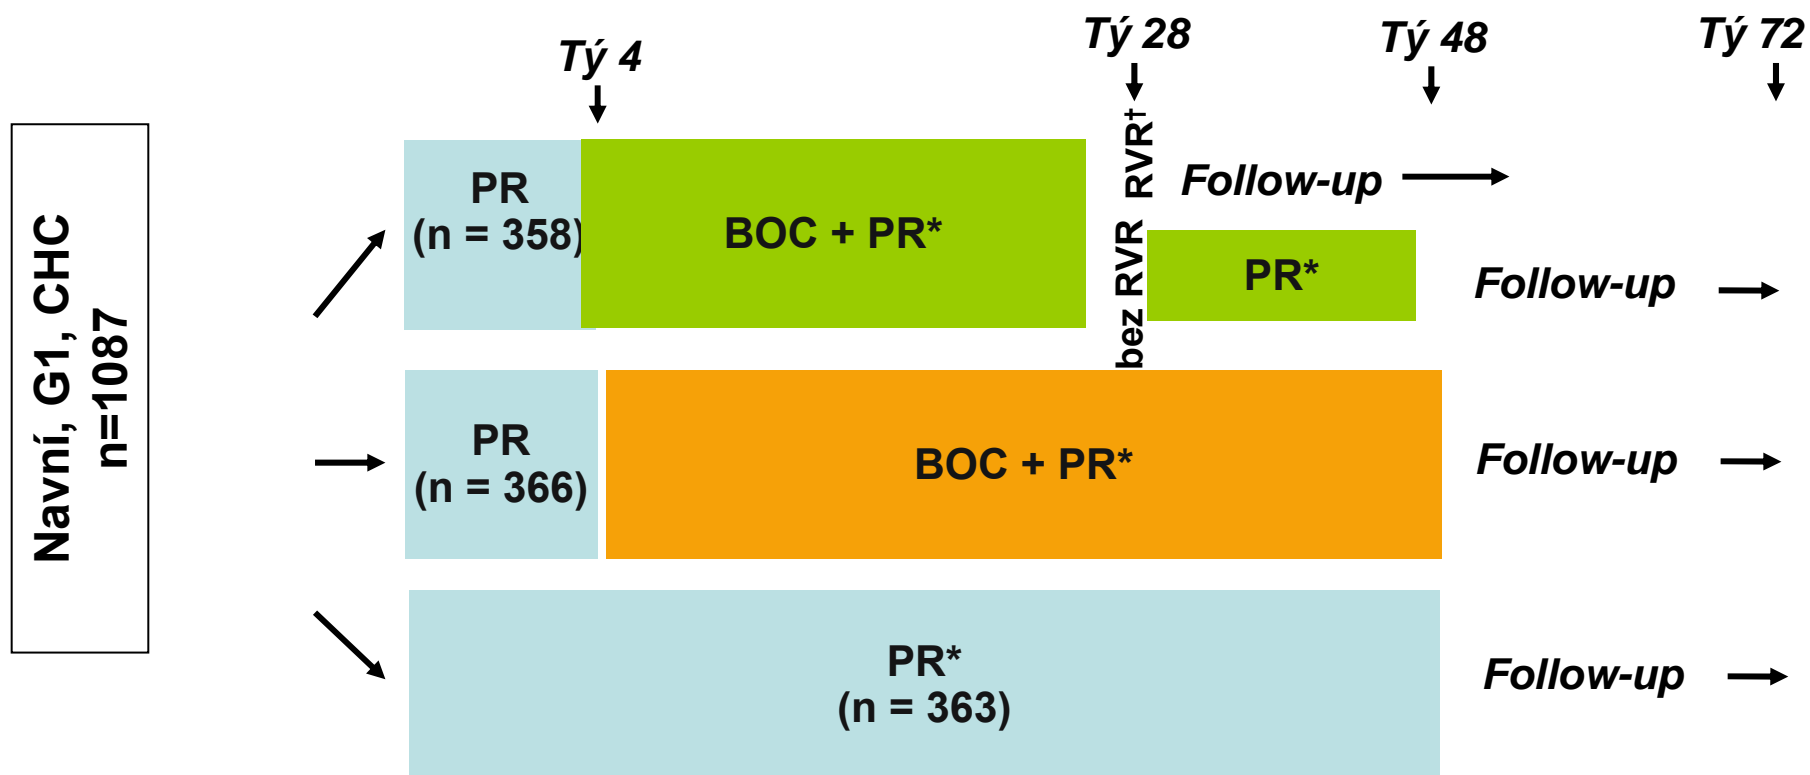 Tý 4
Tý 28
Tý 48
Tý 72
Navní, G1, CHC
n=1087
PR
(n = 358)
BOC + PR*
RVR†
bez RVR
Follow-up
PR*
Follow-up
PR
(n = 366)
BOC + PR*
Follow-up
PR*
(n = 363)
Follow-up